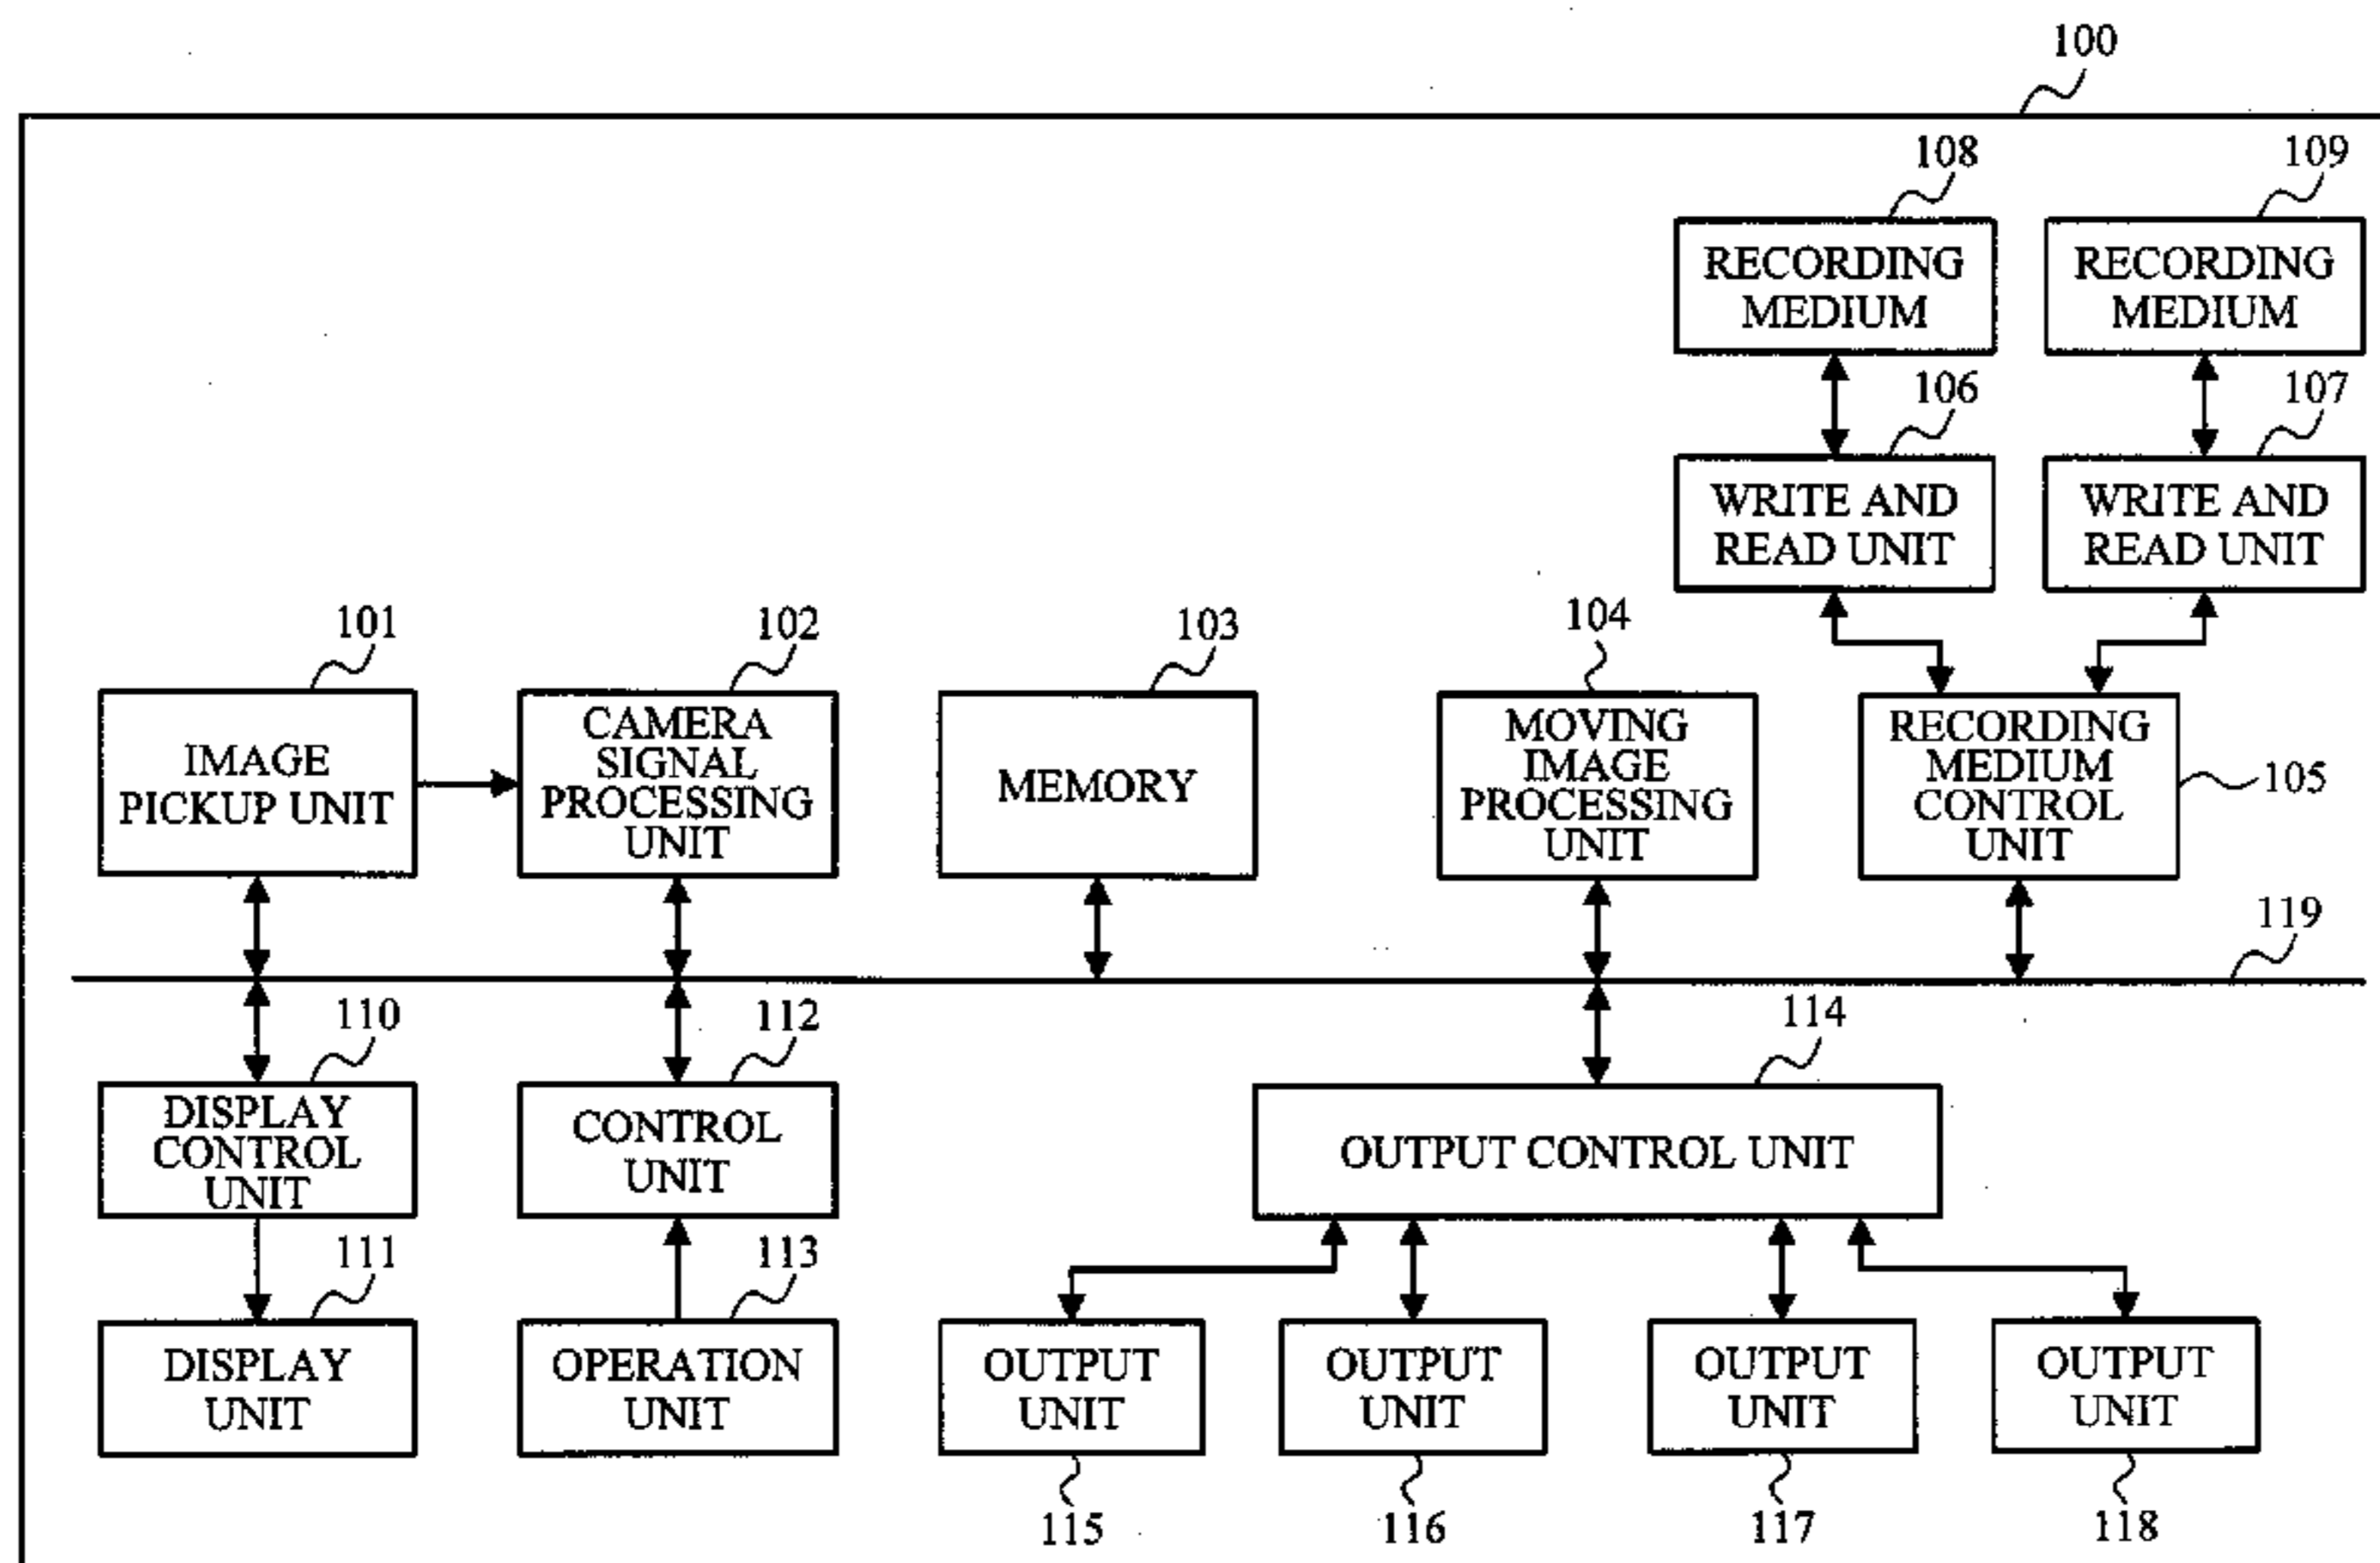 100
108
109
RECORDING
MEDIUM
RECORDING
MEDIUM
106
107
WRITE AND
READ UNIT
WRITE AND
READ UNIT
101
102
103
104
IMAGE
PICKUP UNIT
CAMERA
SIGNAL
PROCESSING
UNIT
MEMORY
MOVING
IMAGE
PROCESSING
UNIT
RECORDING
MEDIUM
CONTROL
UNIT
105
119
110
112
114
DISPLAY
CONTROL
UNIT
CONTROL
UNIT
OUTPUT CONTROL UNIT
111
113
DISPLAY
UNIT
OPERATION
UNIT
OUTPUT
UNIT
OUTPUT
UNIT
OUTPUT
UNIT
OUTPUT
UNIT
115
116
117
118